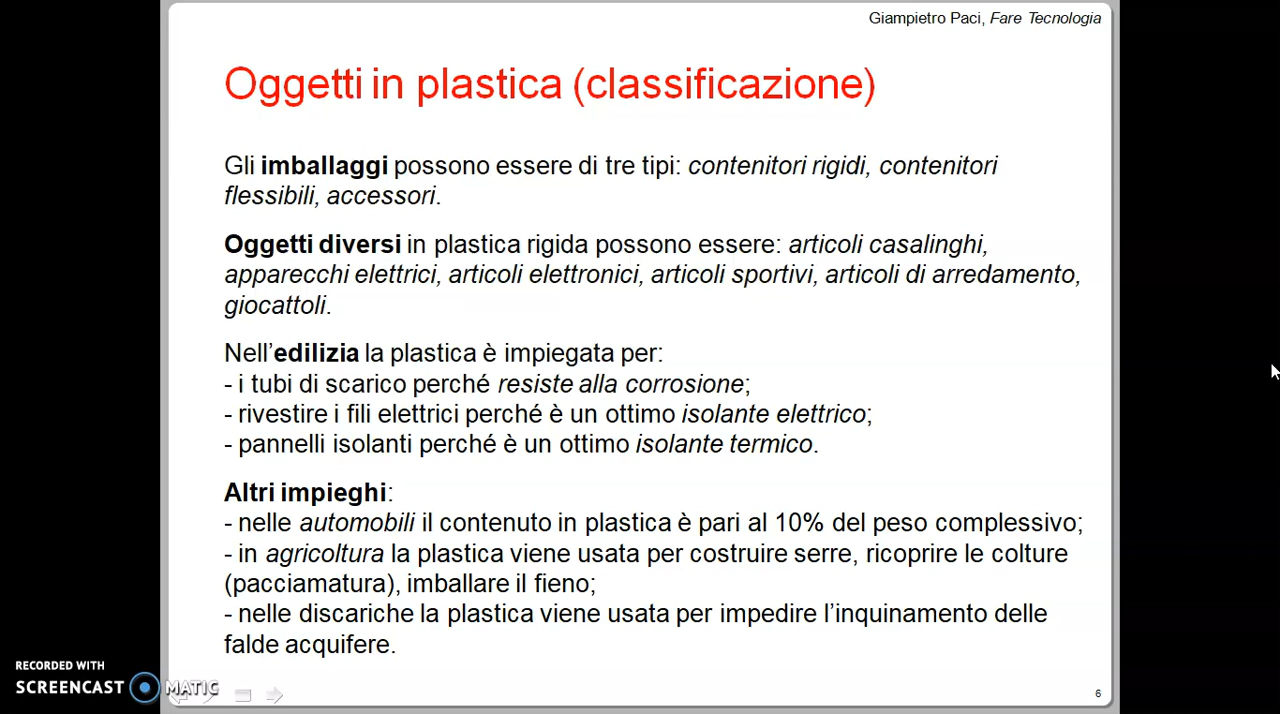 Giampietro Paci, Fare Tecnologia
Oggetti in plastica (classificazione)
Gli imballaggi possono essere di tre tipi: contenitori rigidi, contenitori
flessibili, accessori.
Oggetti diversi in plastica rigida possono essere: articoli casalinghi,
apparecchi elettrici, articoli elettronici, articoli sportivi, articoli di arredamento,
giocattoli.
Nell’edilizia la plastica è impiegata per:
- i tubi di scarico perché resiste alla corrosione;
- rivestire i fili elettrici perché è un ottimo isolante elettrico;
- pannelli isolanti perché è un ottimo isolante termico.
Altri impieghi:
- nelle automobili il contenuto in plastica è pari al 10% del peso complessivo;
- in agricoltura la plastica viene usata per costruire serre, ricoprire le colture
(pacciamatura), imballare il fieno;
- nelle discariche la plastica viene usata per impedire l’inquinamento delle
falde acquifere.
RECORDED WITH
SCREENCAST MATIC
6